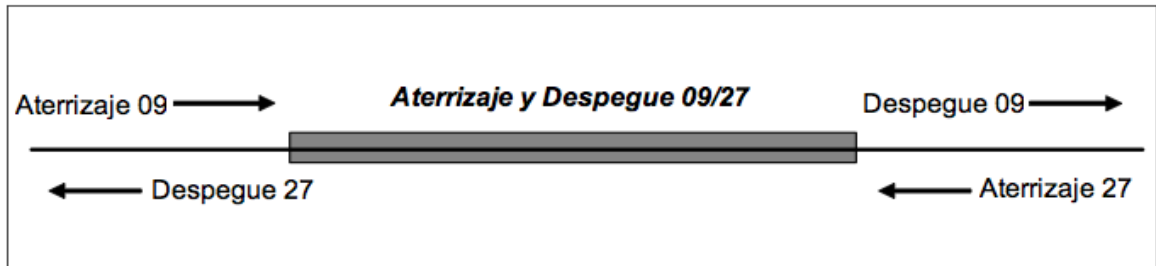 Aterrizaje y Despegue 09/27
Aterrizaje 09
Despegue 09
Despegue 27
Aterrizaje 27